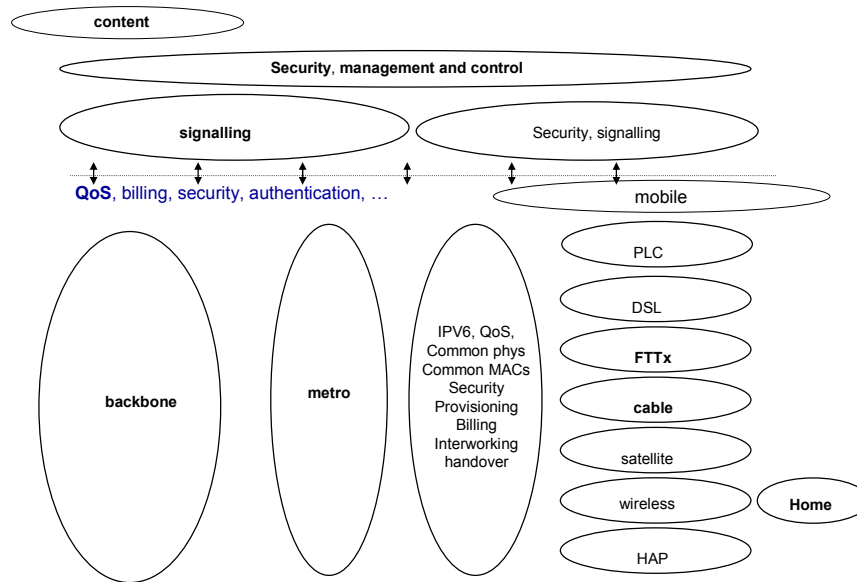 content
Security, management and control
signalling
Security, signalling
QoS, billing, security, authentication, …
mobile
backbone
metro
IPV6, QoS,
Common phys
Common MACs
Security
Provisioning
Billing
Interworking
handover
PLC
DSL
FTTx
cable
satellite
wireless
HAP
Home